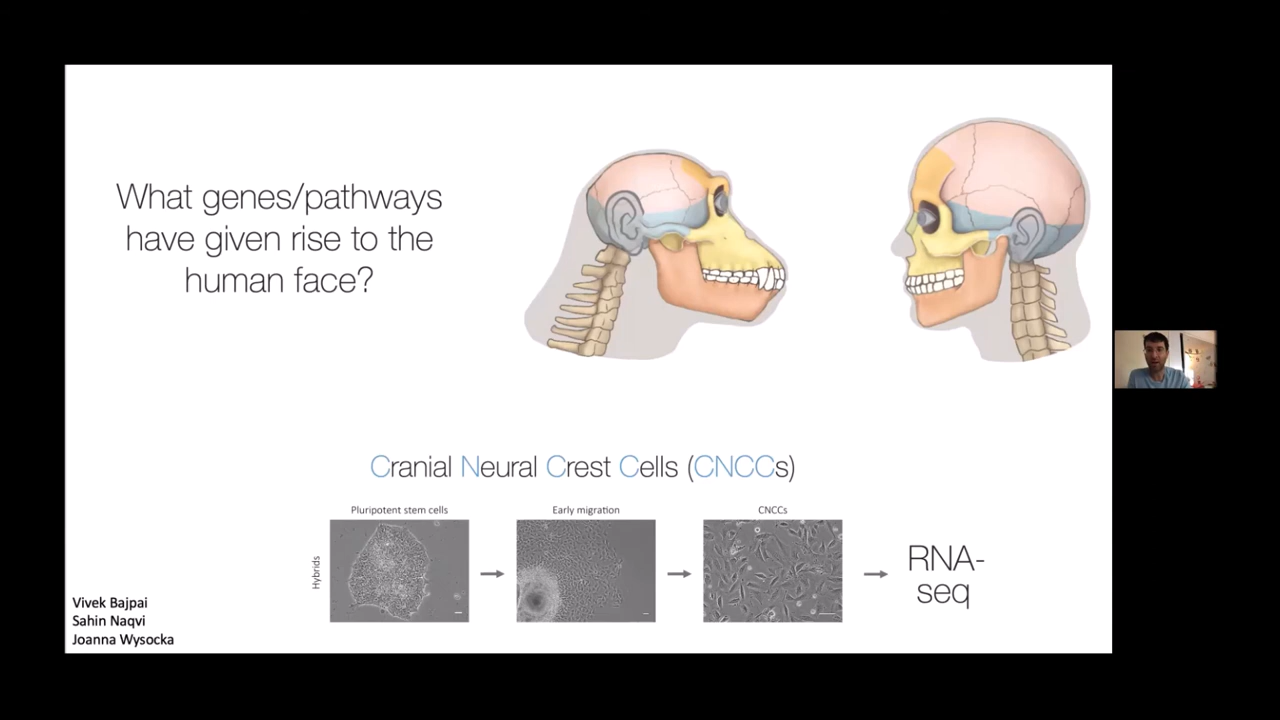 What genes/pathways
have given rise to the
human face?
Cranial Neural Crest Cells (CNCCs)
Pluripotent stem cells
Early migration
CNCCs
Hybrids
RNA-
seq
Vivek Bajpai
Sahin Naqvi
Joanna Wysocka